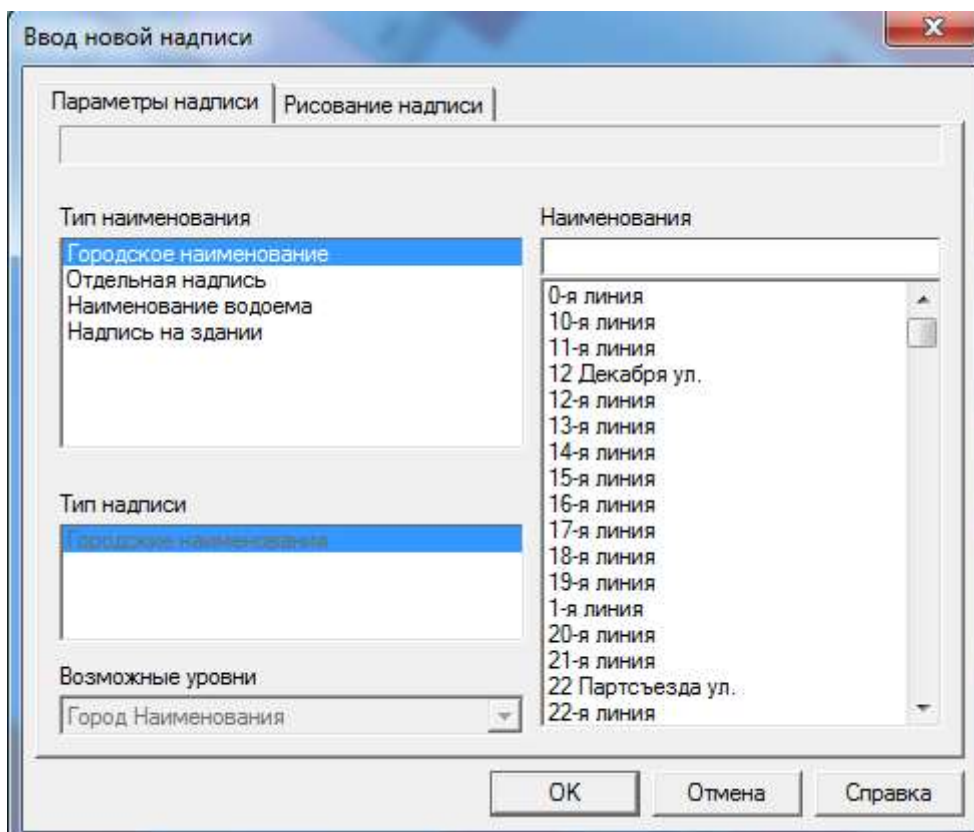 Ввод новой надписи
Параметры надписи
Рисование надписи
Тип наименования
Городское наименование
Отдельная надпись
Наименование водоема
Надпись на здании
Тип надписи
Городские наименования
Возможные уровни
Город Наименования
Наименования
0-я линия
10-я линия
11-я линия
12 Декабря ул.
12-я линия
13-я линия
14-я линия
15-я линия
16-я линия
17-я линия
18-я линия
19-я линия
1-я линия
20-я линия
21-я линия
22 Партсъезда ул.
22-я линия
OK
Отмена
Справка